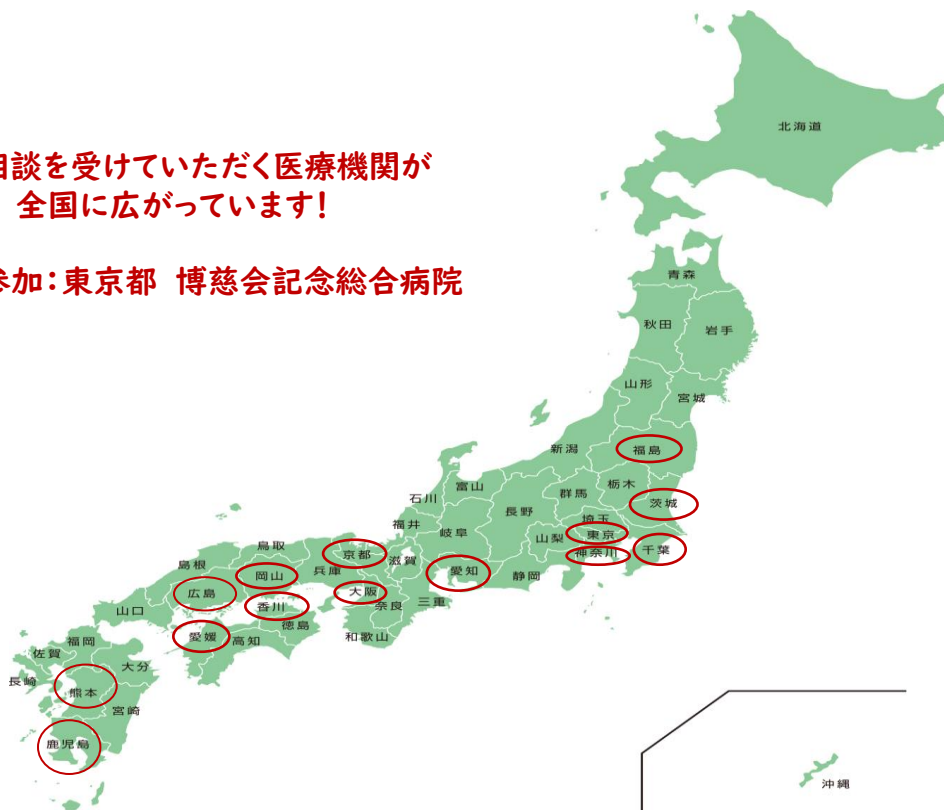 相談を受けていただく医療機関が
全国に広がっています!
参加:東京都 博慈会記念総合病院
北海道
青森
秋田
岩手
山形
宮城
新潟
福島
富山
群馬
栃木
石川
長野
茨城
福井
岐阜
埼玉
山梨
東京
鳥取
京都
滋賀
神奈川
千葉
島根
岡山
兵庫
愛知
静岡
広島
大阪
山口
香川
奈良
三重
徳島
愛媛
高知
和歌山
福岡
佐賀
大分
長崎
熊本
宮崎
鹿児島
沖縄